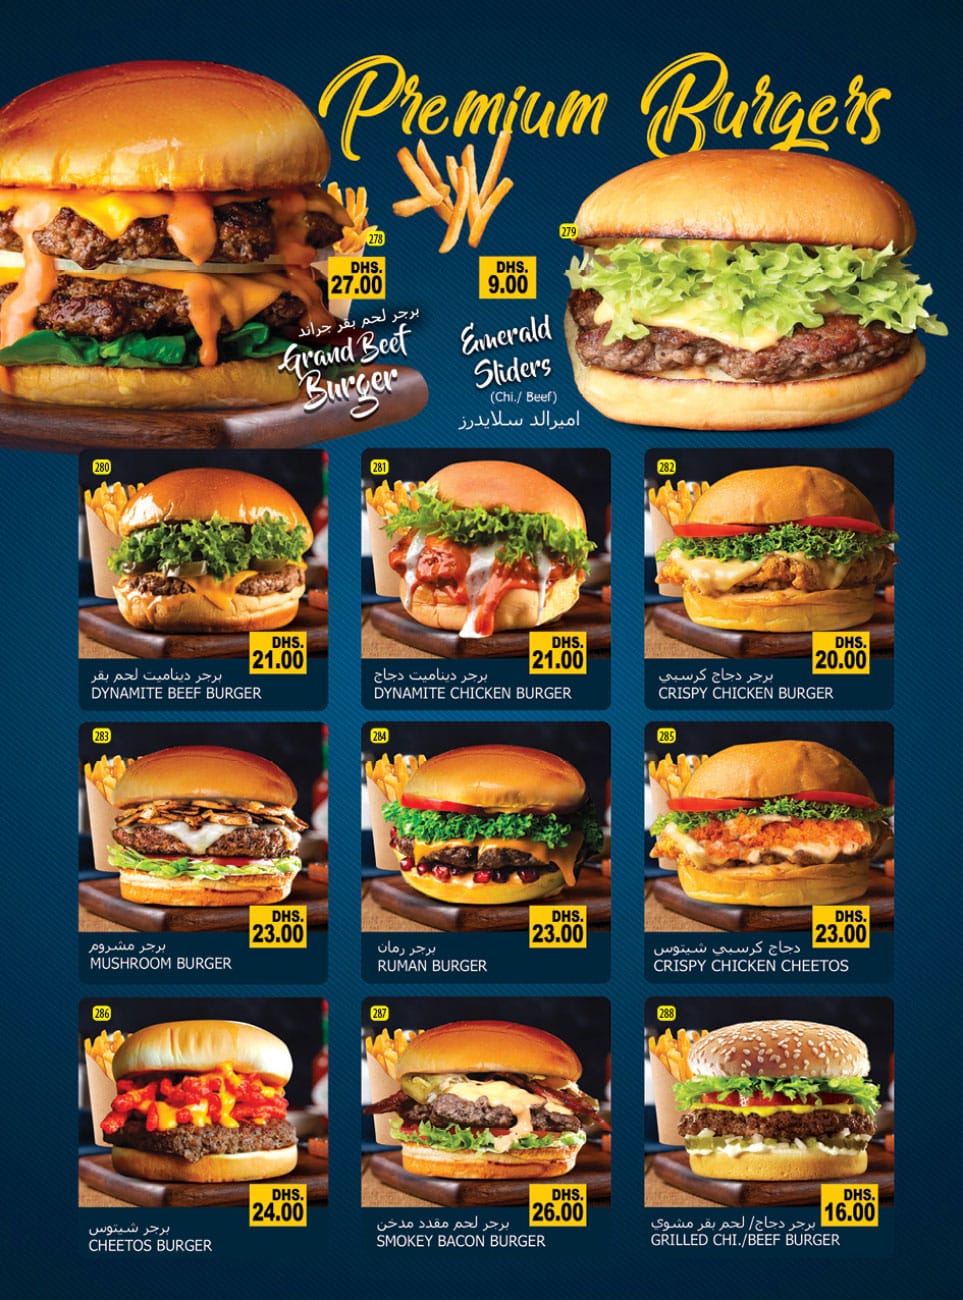 Premium Burgers
278
DHS.
27.00
برجر لحم بقر جراند
Grand Beef
Burger
279
DHS.
9.00
Emerald
Sliders
(Chi./ Beef)
اميرالد سلايدرز
280
DHS.
21.00
برجر ديناميت لحم بقر
DYNAMITE BEEF BURGER
281
DHS.
21.00
برجر ديناميت دجاج
DYNAMITE CHICKEN BURGER
282
DHS.
20.00
برجر دجاج كرسبي
CRISPY CHICKEN BURGER
283
DHS.
23.00
برجر مشروم
MUSHROOM BURGER
284
DHS.
23.00
برجر رمان
RUMAN BURGER
285
DHS.
23.00
دجاج كرسبي شيتوس
CRISPY CHICKEN CHEETOS
286
DHS.
24.00
برجر شيتوس
CHEETOS BURGER
287
DHS.
26.00
برجر لحم مقدد مدخن
SMOKEY BACON BURGER
288
DHS.
16.00
برجر دجاج/ لحم بقر مشوي
GRILLED CHI./BEEF BURGER